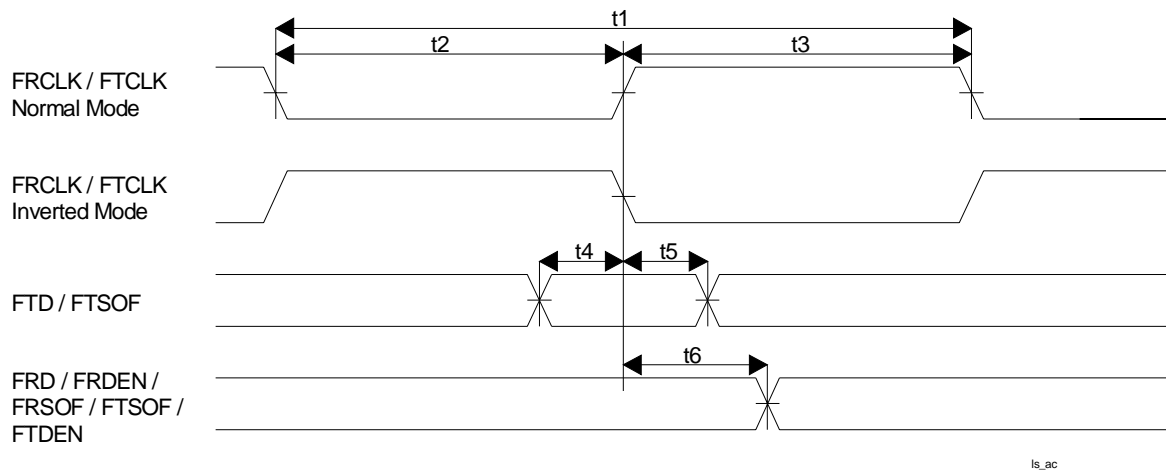 t1
t2
t3
FRCLK / FTCLK
Normal Mode
FRCLK / FTCLK
Inverted Mode
t4
t5
FTD / FTSOF
t6
FRD / FRDEN /
FRSOF / FTSOF /
FTDEN
ls_ac